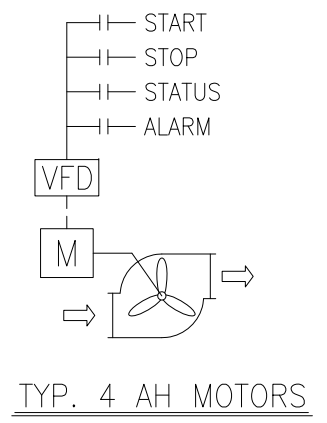 START
STOP
STATUS
ALARM
VFD
M
TYP. 4 AH MOTORS